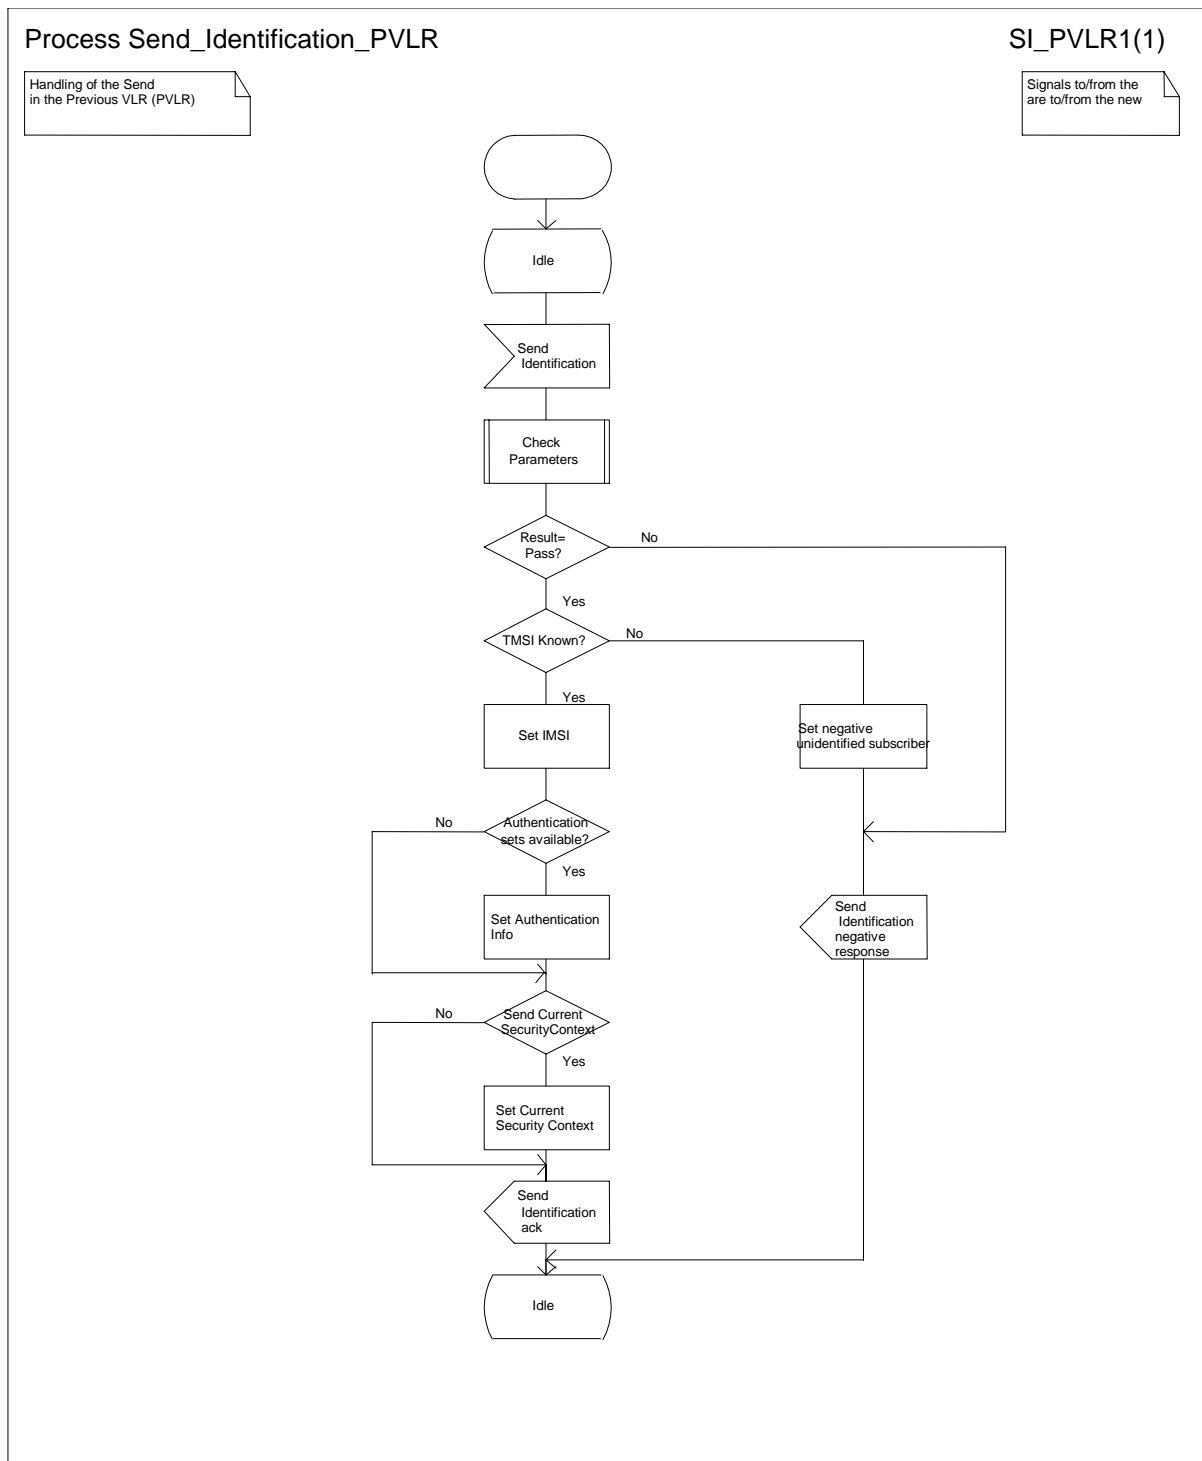 Process Send_Identification_PVLR
SI_PVLR1(1)
Handling of the Send
in the Previous VLR (PVLR)
Signals to/from the
are to/from the new
Idle
Send
Identification
Check
Parameters
Result=
Pass?
No
Yes
TMSI Known?
No
Yes
Set IMSI
Set negative
unidentified subscriber
No
Authentication
sets available?
Yes
Set Authentication
Info
Send
Identification
negative
response
No
Send Current
SecurityContext
Yes
Set Current
Security Context
Send
Identification
ack
Idle